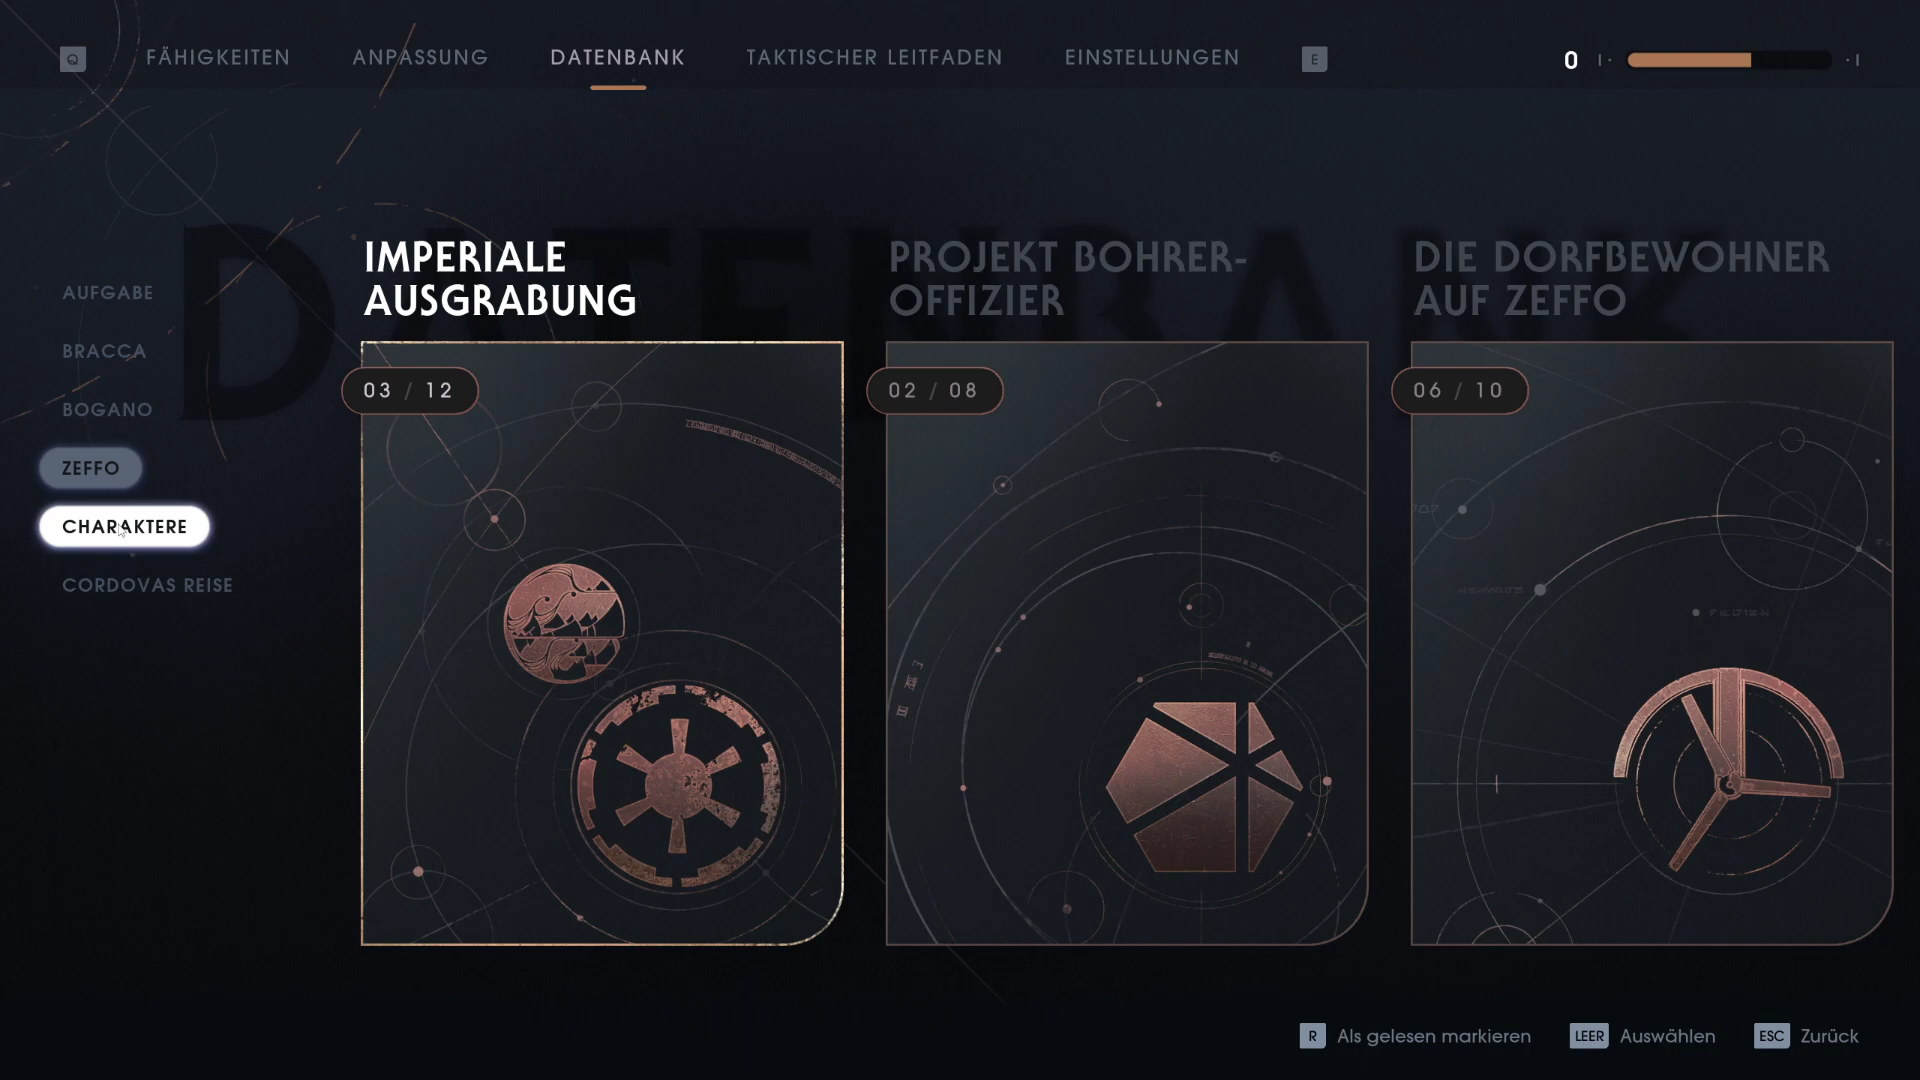 Q FÄHIGKEITEN ANPASSUNG DATENBANK TAKTISCHER LEITFADEN EINSTELLUNGEN E 0
DATENBANK
AUFGABE
BRACCA
BOGANO
ZEFFO
CHARAKTERE
CORDOVAS REISE
IMPERIALE
AUSGRABUNG
03 / 12
PROJEKT BOHRER-
OFFIZIER
02 / 08
DIE DORFBEWOHNER
AUF ZEFFO
06 / 10
R Als gelesen markieren LEER Auswählen ESC Zurück